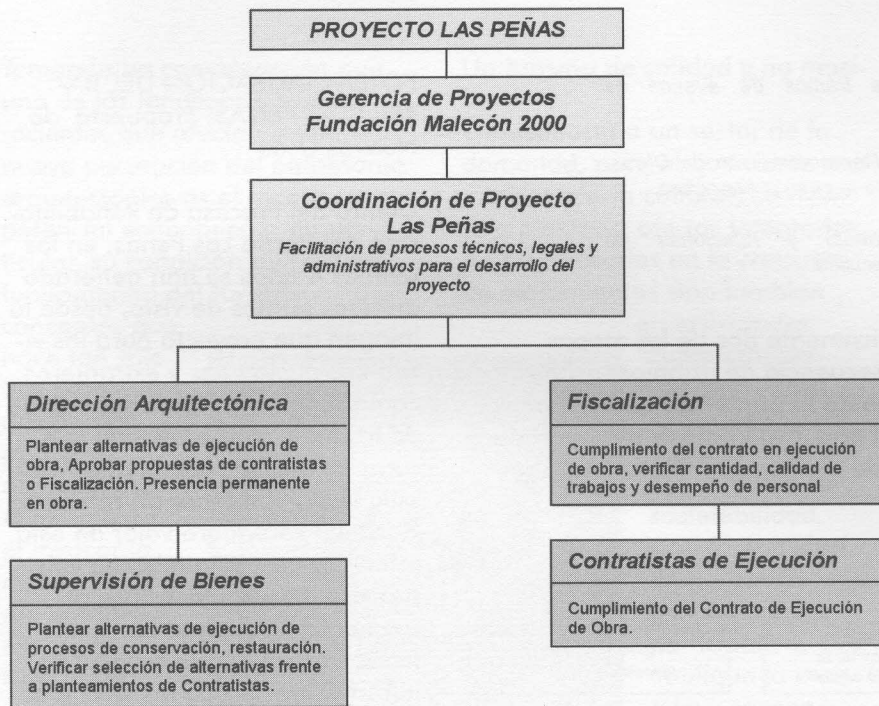 PROYECTO LAS PEÑAS
Gerencia de Proyectos
Fundación Malecón 2000
Coordinación de Proyecto
Las Peñas
Facilitación de procesos técnicos, legales y
administrativos para el desarrollo del
proyecto
Dirección Arquitectónica
Plantear alternativas de ejecución de
obra, Aprobar propuestas de contratistas
o Fiscalización. Presencia permanente
en obra.
Supervisión de Bienes
Plantear alternativas de ejecución de
procesos de conservación, restauración.
Verificar selección de alternativas frente
a planteamientos de Contratistas.
Fiscalización
Cumplimiento del contrato en ejecución
de obra, verificar cantidad, calidad de
trabajos y desempeño de personal
Contratistas de Ejecución
Cumplimiento del Contrato de Ejecución
de Obra.